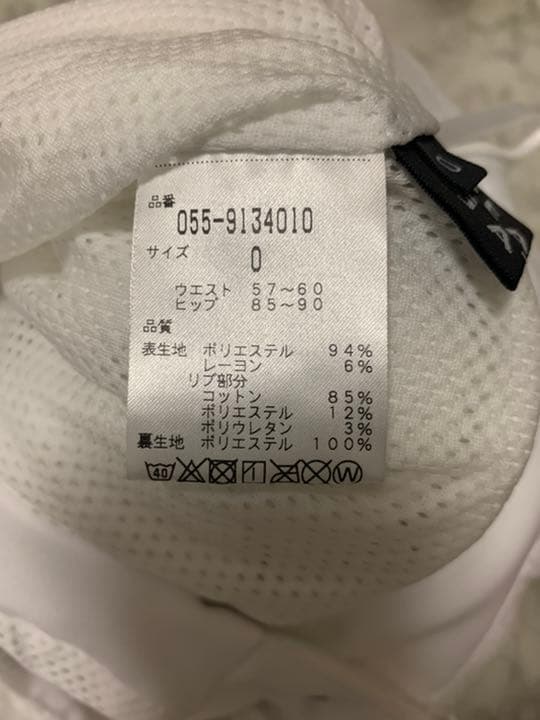 品番
055-9134010
サイズ 0
ウエスト 57~60
ヒップ 85~90
品質
表生地 ポリエステル 94%
レーヨン 6%
リブ部分
コットン 85%
ポリエステル 12%
ポリウレタン 3%
裏生地 ポリエステル 100%
40 W
0